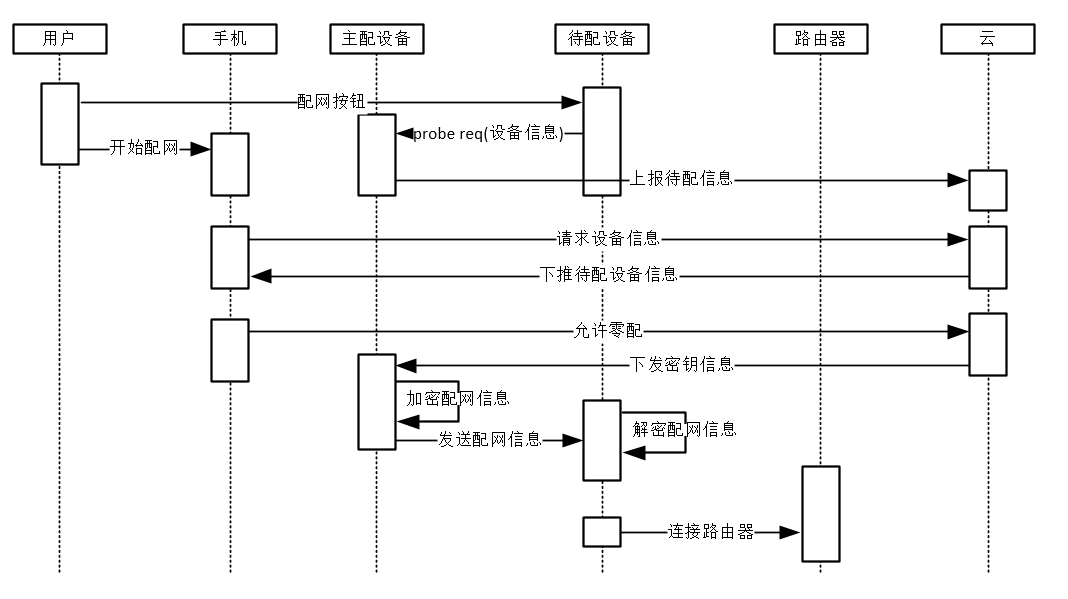 用户
手机
主配设备
待配设备
路由器
云
配网按钮
probe req(设备信息)
开始配网
上报待配信息
请求设备信息
下推待配设备信息
允许零配
下发密钥信息
加密配网信息
解密配网信息
发送配网信息
连接路由器